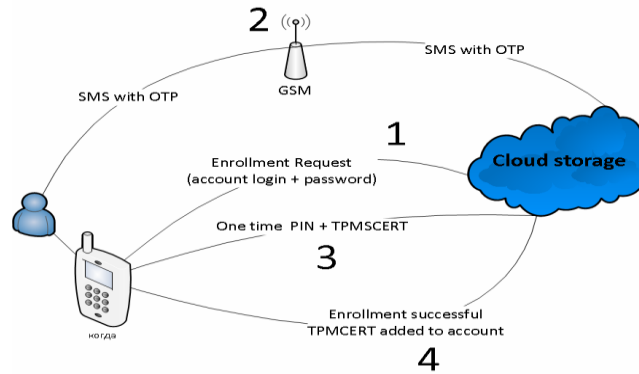 2
GSM
SMS with OTP
SMS with OTP
1
Enrollment Request
(account login + password)
Cloud storage
One time PIN + TPMSCERT
3
когда
Enrollment successful
TPMCERT added to account
4